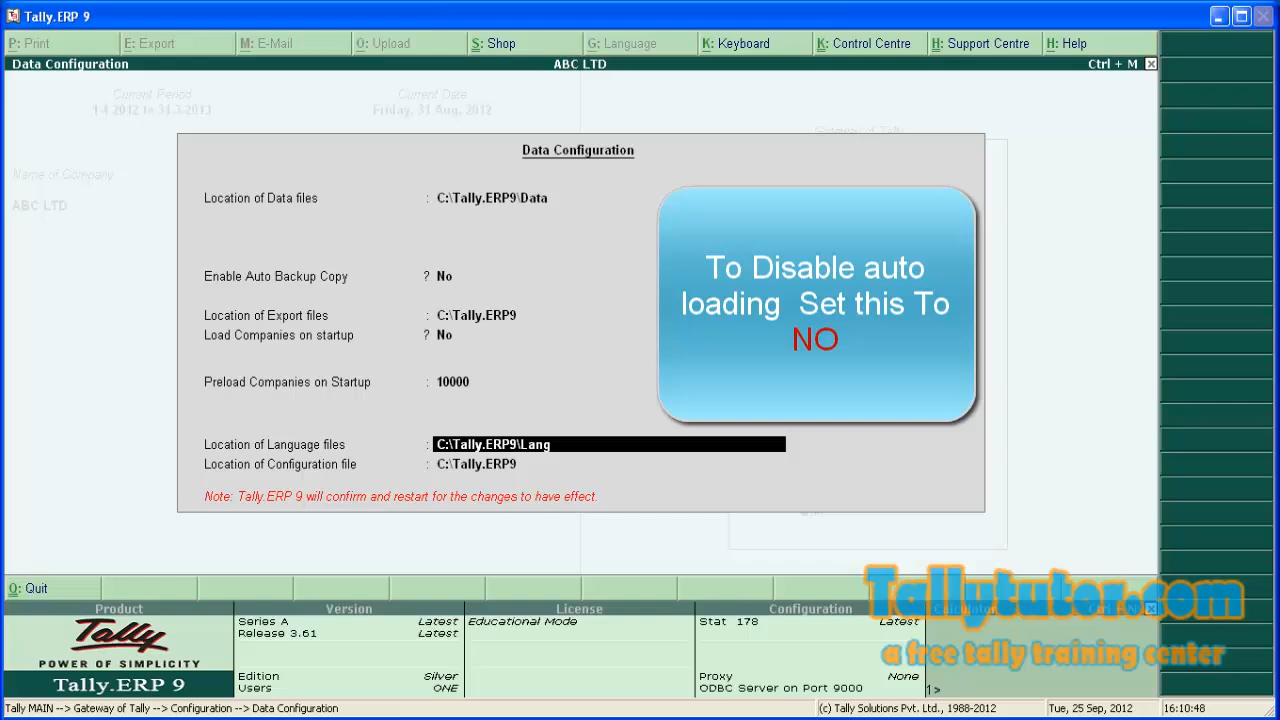 Tally.ERP 9
P: Print E: Export M: E-Mail O: Upload S: Shop G: Language K: Keyboard K: Control Centre H: Support Centre H: Help
Data Configuration ABC LTD Ctrl + M
Current Period Current Date
1-4-2012 to 31-3-2013 Friday, 31 Aug, 2012
Gateway of Tally
Name of Company
ABC LTD
Data Configuration
Location of Data files : C:\Tally.ERP9\Data
Enable Auto Backup Copy ? No
Location of Export files : C:\Tally.ERP9
Load Companies on startup ? No
Preload Companies on Startup : 10000
Location of Language files : C:\Tally.ERP9\Lang
Location of Configuration file : C:\Tally.ERP9
Note: Tally.ERP 9 will confirm and restart for the changes to have effect.
To Disable auto
loading Set this To
NO
Q: Quit
Tallytutor.com
a free tally training center
Product Version License Configuration Calculator Ctrl + N
Tally
POWER OF SIMPLICITY
Tally.ERP 9
Series A Latest
Release 3.61 Latest
Edition Silver
Users ONE
Educational Mode
Stat 178 Latest
Proxy None
ODBC Server on Port 9000
1>
Tally MAIN --> Gateway of Tally --> Configuration --> Data Configuration (c) Tally Solutions Pvt. Ltd., 1988-2012 Tue, 25 Sep, 2012 16:10:48